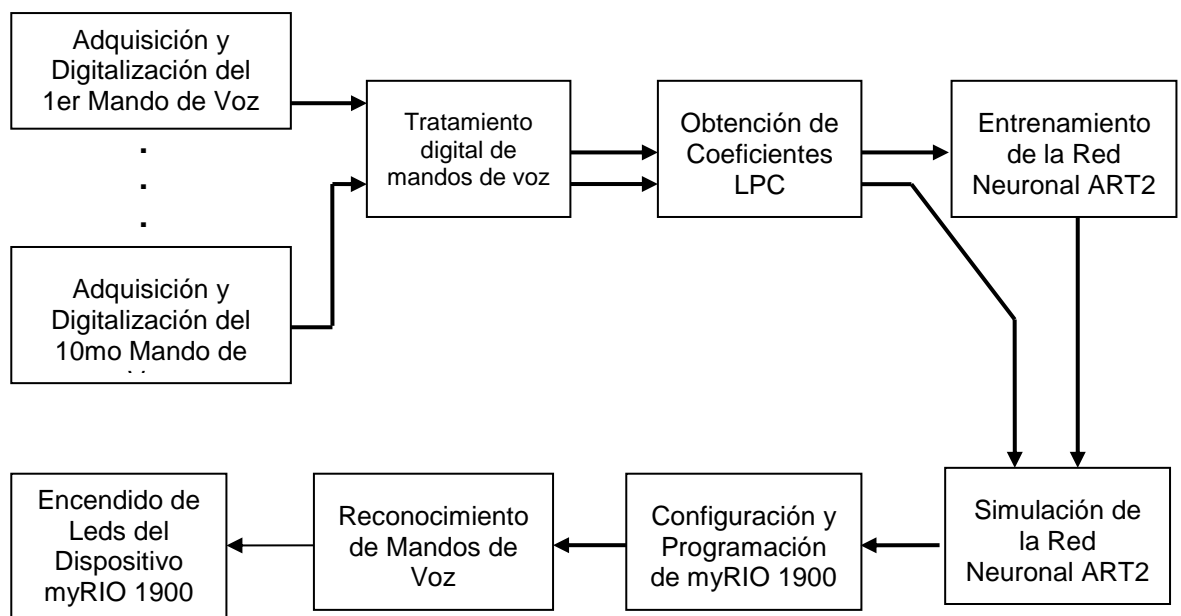 Adquisición y
Digitalización del
1er Mando de Voz
Tratamiento
digital de
mandos de voz
Obtención de
Coeficientes
LPC
Entrenamiento
de la Red
Neuronal ART2
Adquisición y
Digitalización del
10mo Mando de
Encendido de
Leds del
Dispositivo
myRIO 1900
Reconocimiento
de Mandos de
Voz
Configuración y
Programación
de myRIO 1900
Simulación de
la Red
Neuronal ART2